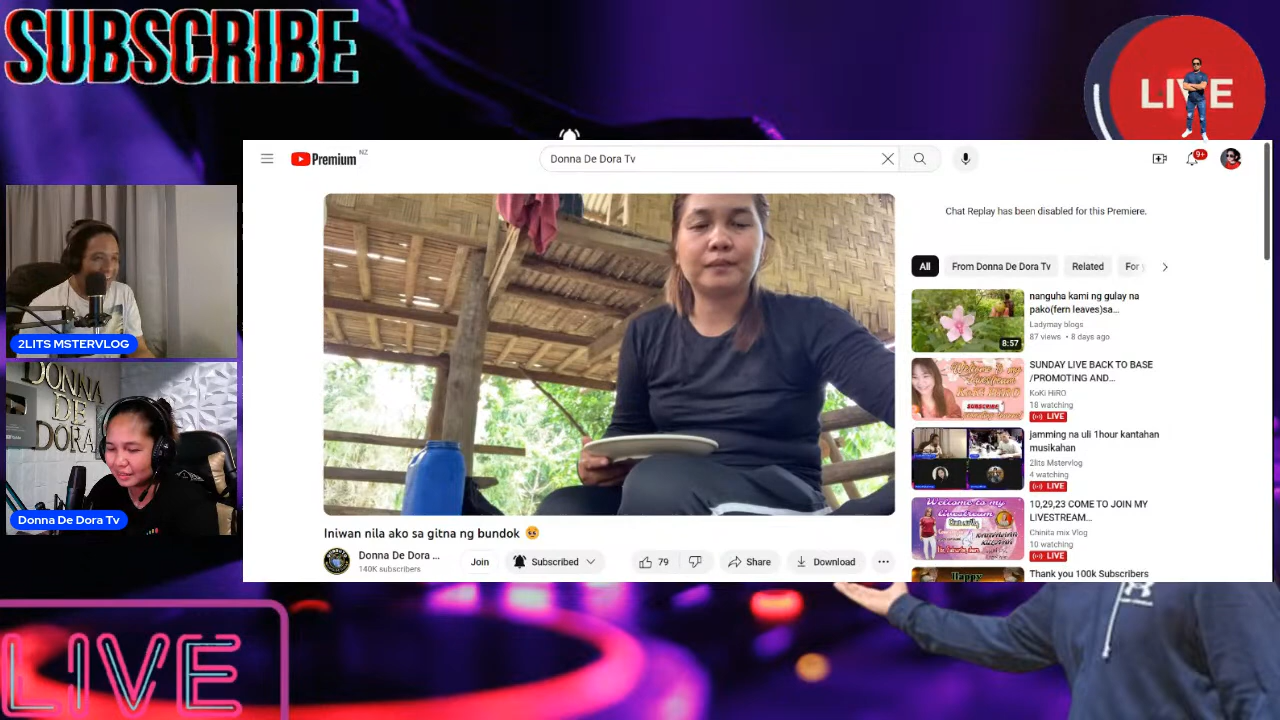 SUBSCRIBE
LIVE
Premium NZ
Donna De Dora Tv
9+
Chat Replay has been disabled for this Premiere.
All
From Donna De Dora Tv
Related
For
nanguha kami ng gulay na
pako(fern leaves)sa...
Ladymay blogs
87 views • 8 days ago
8:57
SUNDAY LIVE BACK TO BASE
/PROMOTING AND...
KoKi HiRO
18 watching
LIVE
jamming na uli 1hour kantahan
musikahan
2lits Mstervlog
4 watching
LIVE
10,29,23 COME TO JOIN MY
LIVESTREAM...
Chinita mix Vlog
10 watching
LIVE
Thank you 100k Subscribers
Iniwan nila ako sa gitna ng bundok
Donna De Dora ...
140K subscribers
Join
Subscribed
79
Share
Download
2LITS MSTERVLOG
DONNA
DE
DORA
Donna De Dora Tv
LIVE